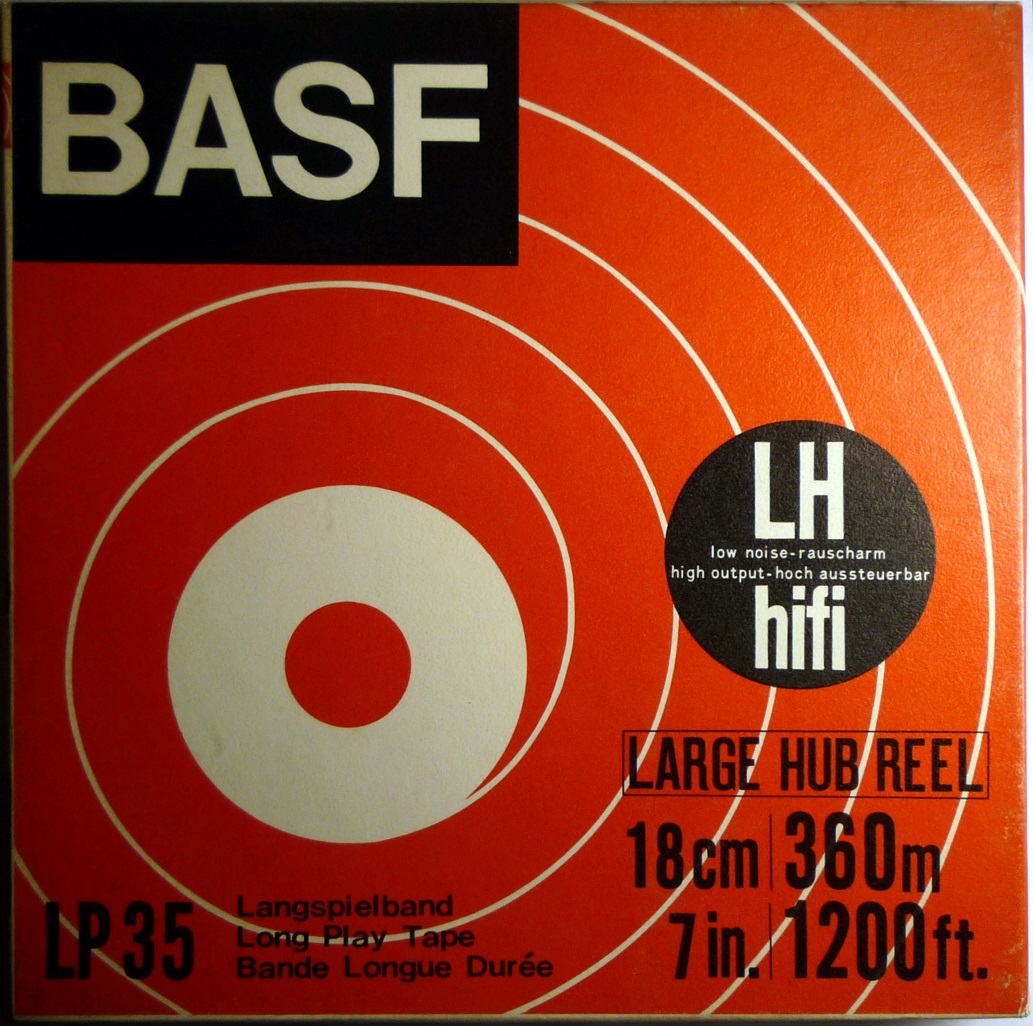 BASF
LH
low noise-rauscharm
high output-hoch aussteuerbar
hifi
LARGE HUB REEL
18cm 360m
7in. 1200ft.
LP35
Langspielband
Long Play Tape
Bande Longue Durée